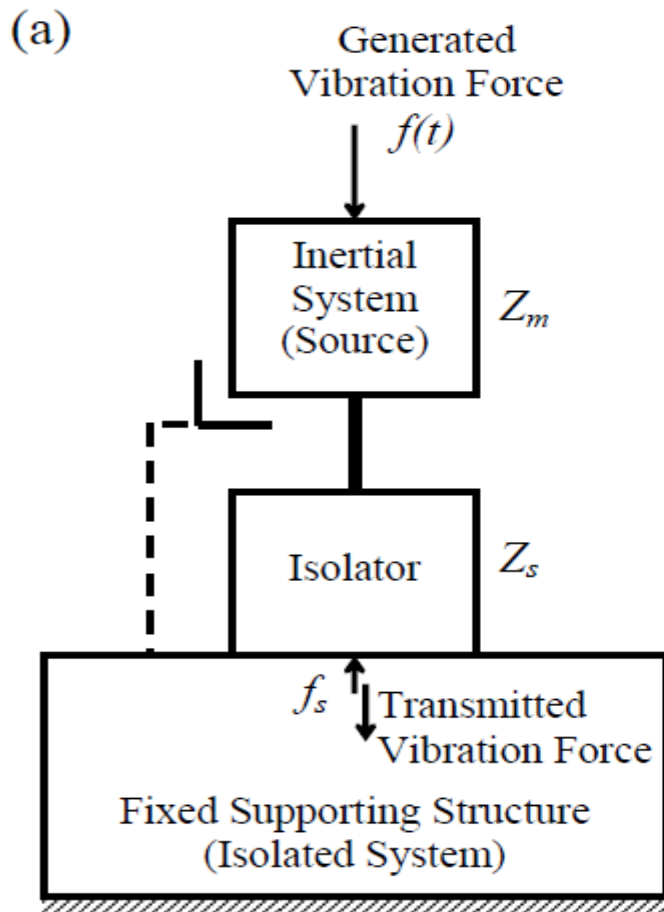 (a)
Generated
Vibration Force
f(t)
Inertial
System
(Source)
Z_m
Isolator
Z_s
f_s
Transmitted
Vibration Force
Fixed Supporting Structure
(Isolated System)